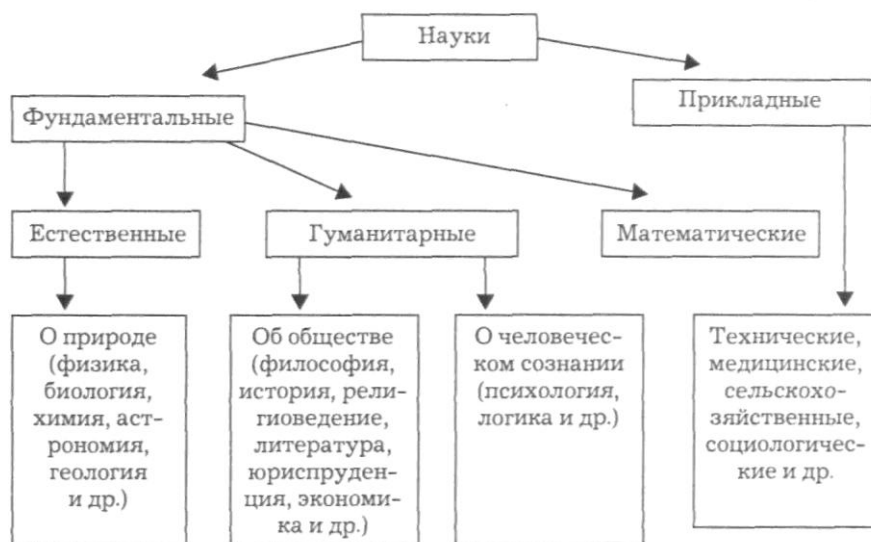 Науки
Фундаментальные
Прикладные
Естественные
Гуманитарные
Математические
О природе
(физика,
биология,
химия, аст-
рономия,
геология
и др.)
Об обществе
(философия,
история, рели-
гиоведение,
литература,
юриспруден-
ция, экономи-
ка и др.)
О человечес-
ком сознании
(психология,
логика и др.)
Технические,
медицинские,
сельскохо-
зяйственные,
социологичес-
кие и др.